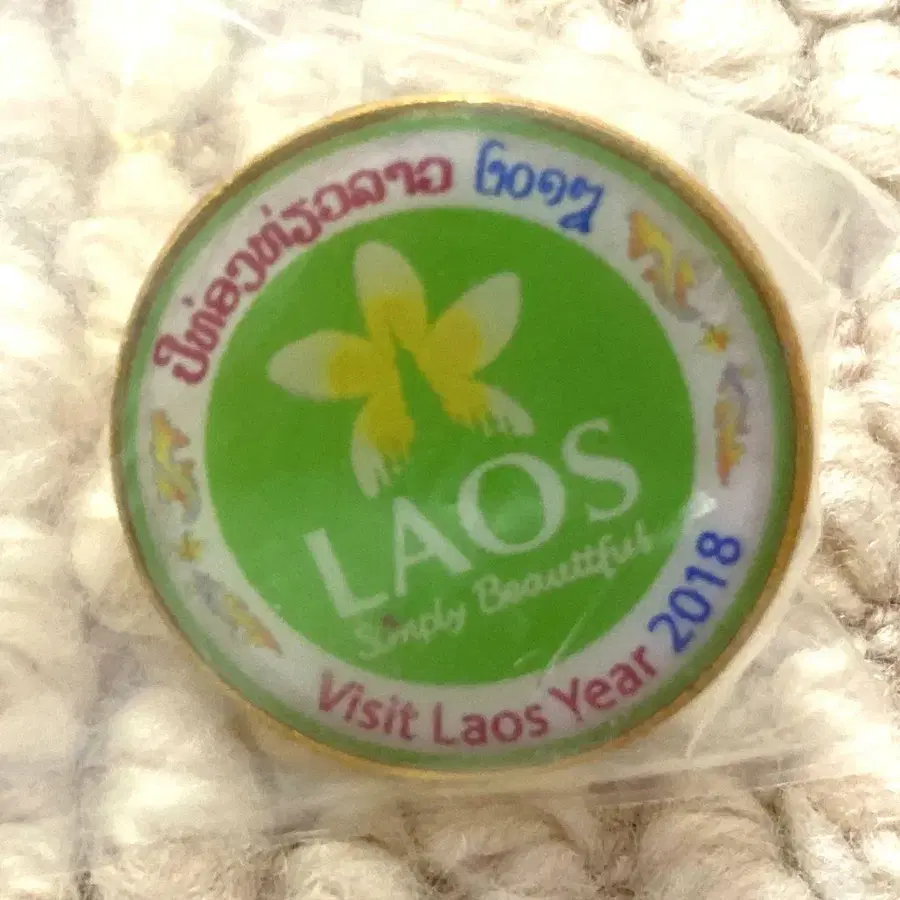 ປີທ່ອງທ່ຽວລາວ ໒໐໑໘
LAOS
Simply Beautiful
Visit Laos Year 2018